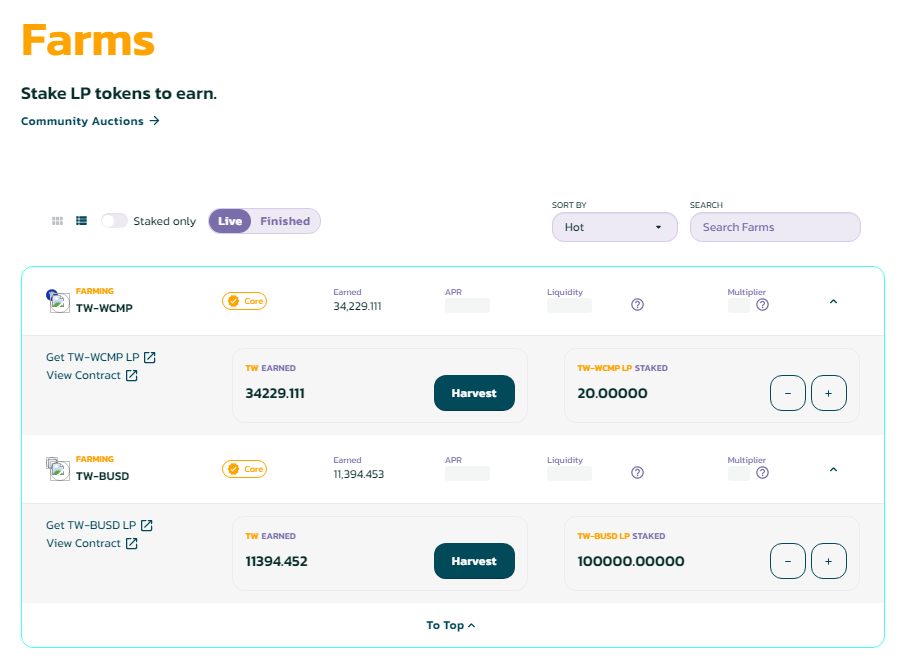 Farms
Stake LP tokens to earn.
Community Auctions →
SORT BY
SEARCH
Staked only
Live
Finished
Hot
Search Farms
FARMING
TW-WCMP
Core
Earned
34,229.111
APR
Liquidity
Multiplier
Get TW-WCMP LP
View Contract
TW EARNED
34229.111
Harvest
TW-WCMP LP STAKED
20.00000
-
+
FARMING
TW-BUSD
Core
Earned
11,394.453
APR
Liquidity
Multiplier
Get TW-BUSD LP
View Contract
TW EARNED
11394.452
Harvest
TW-BUSD LP STAKED
100000.00000
-
+
To Top